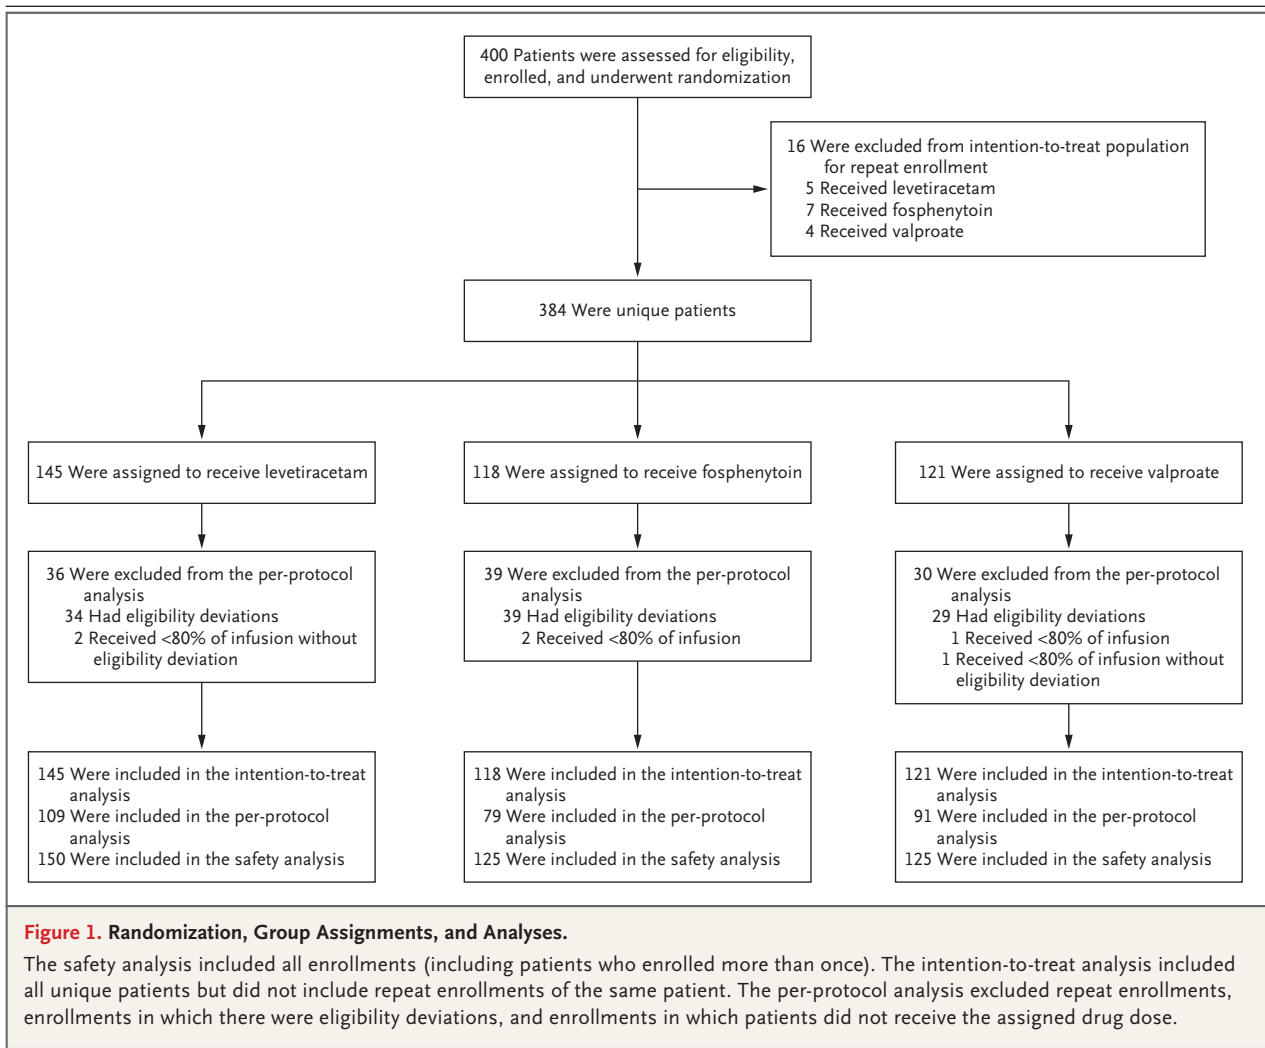 400 Patients were assessed for eligibility,
enrolled, and underwent randomization
16 Were excluded from intention-to-treat population
for repeat enrollment
5 Received levetiracetam
7 Received fosphenytoin
4 Received valproate
384 Were unique patients
145 Were assigned to receive levetiracetam
118 Were assigned to receive fosphenytoin
121 Were assigned to receive valproate
36 Were excluded from the per-protocol
analysis
34 Had eligibility deviations
2 Received <80% of infusion without
eligibility deviation
39 Were excluded from the per-protocol
analysis
39 Had eligibility deviations
2 Received <80% of infusion
30 Were excluded from the per-protocol
analysis
29 Had eligibility deviations
1 Received <80% of infusion
1 Received <80% of infusion without
eligibility deviation
145 Were included in the intention-to-treat
analysis
109 Were included in the per-protocol
analysis
150 Were included in the safety analysis
118 Were included in the intention-to-treat
analysis
79 Were included in the per-protocol
analysis
125 Were included in the safety analysis
121 Were included in the intention-to-treat
analysis
91 Were included in the per-protocol
analysis
125 Were included in the safety analysis
Figure 1. Randomization, Group Assignments, and Analyses.
The safety analysis included all enrollments (including patients who enrolled more than once). The intention-to-treat analysis included
all unique patients but did not include repeat enrollments of the same patient. The per-protocol analysis excluded repeat enrollments,
enrollments in which there were eligibility deviations, and enrollments in which patients did not receive the assigned drug dose.